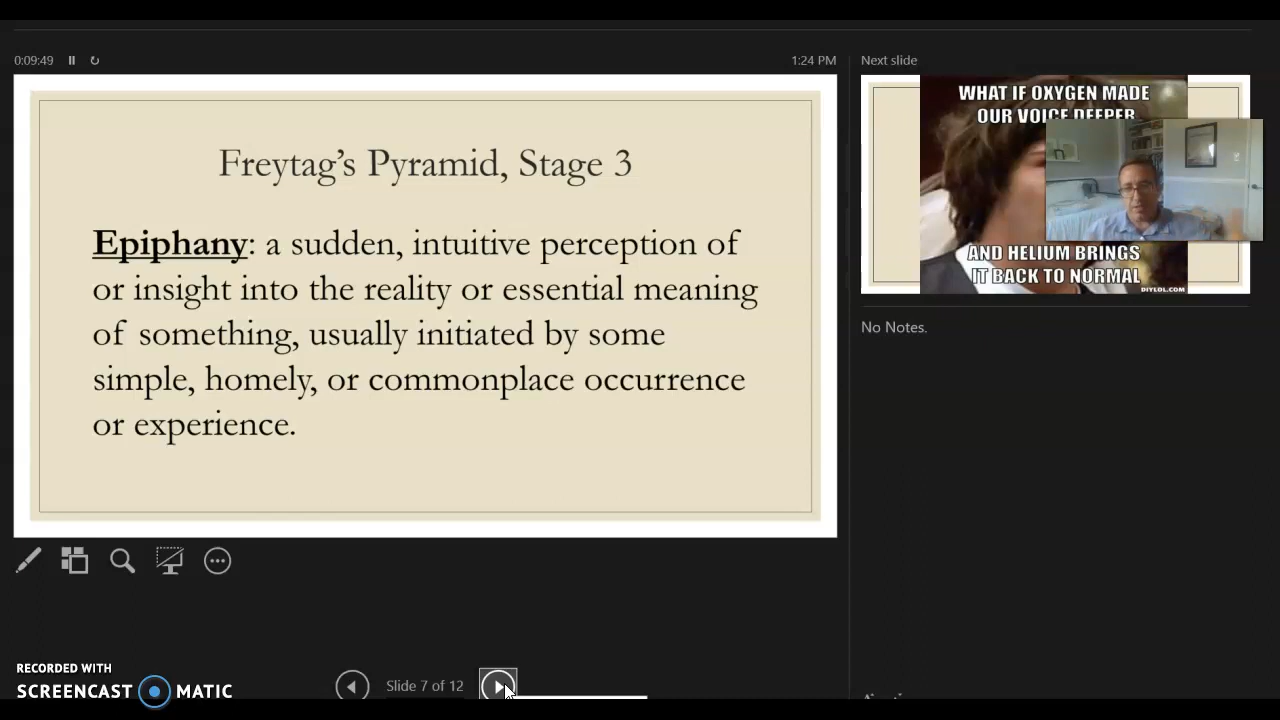 0:09:49
1:24 PM
Next slide
Freytag's Pyramid, Stage 3
Epiphany: a sudden, intuitive perception of
or insight into the reality or essential meaning
of something, usually initiated by some
simple, homely, or commonplace occurrence
or experience.
WHAT IF OXYGEN MADE
OUR VOICE DEEPER
AND HELIUM BRINGS
IT BACK TO NORMAL
DIYLOL.COM
No Notes.
RECORDED WITH
SCREENCAST MATIC
Slide 7 of 12